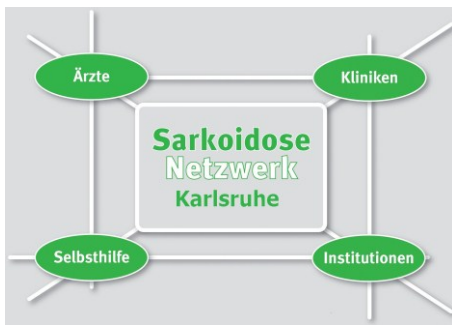 Ärzte
Kliniken
Sarkoidose
Netzwerk
Karlsruhe
Selbsthilfe
Institutionen